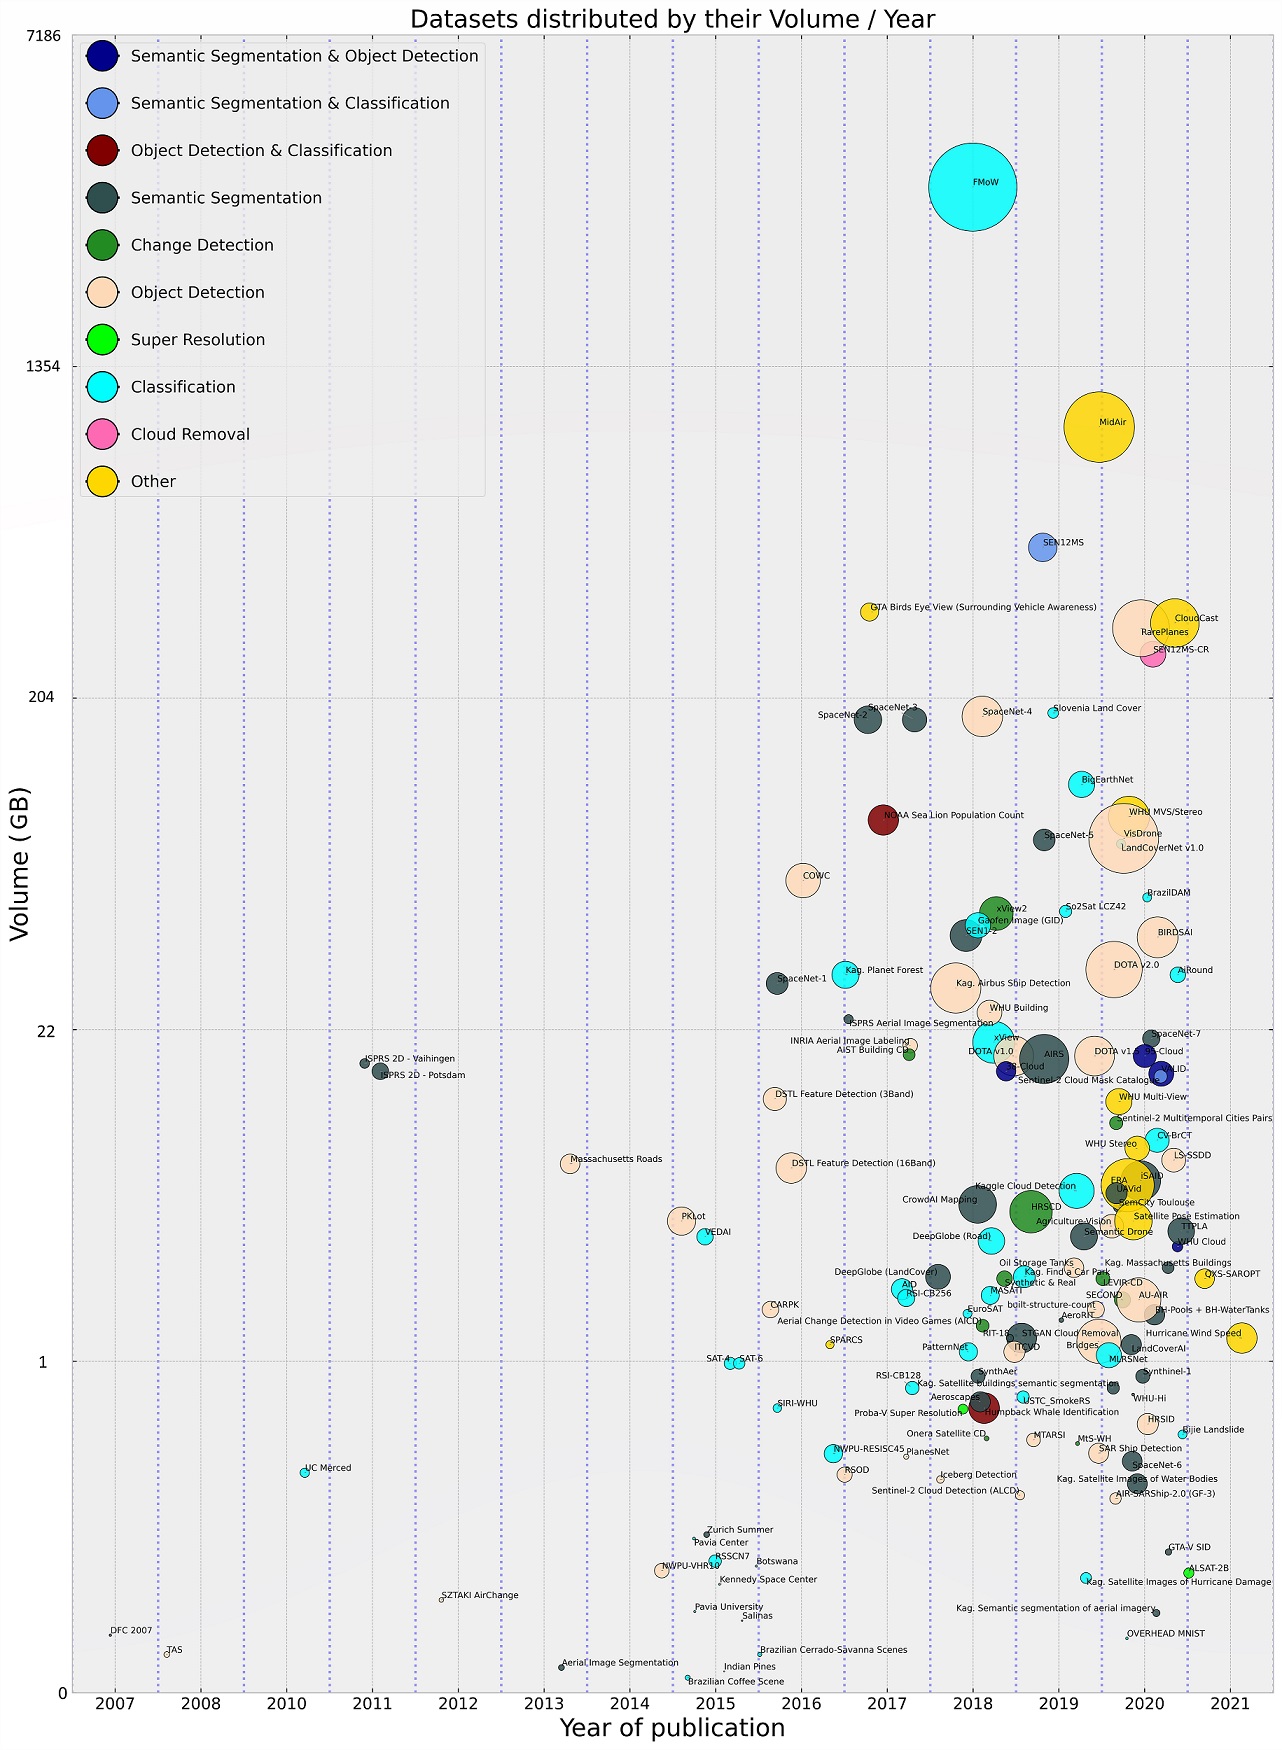 Datasets distributed by their Volume / Year
7186
Semantic Segmentation & Object Detection
Semantic Segmentation & Classification
Object Detection & Classification
Semantic Segmentation
Change Detection
Object Detection
Super Resolution
Classification
Cloud Removal
Other
FMoW
1354
MidAir
SEN12MS
GTA Birds Eye View (Surrounding Vehicle Awareness)
CloudCast
RarePlanes
SEN12MS-CR
204
SpaceNet-3
Slovenia Land Cover
SpaceNet-4
SpaceNet-2
BigEarthNet
WHU MVS/Stereo
NOAA Sea Lion Population Count
VisDrone
SpaceNet-5
LandCoverNet v1.0
COWC
Volume (GB)
BrazilDAM
So2Sat LCZ42
xView2
Gaofen Image (GID)
SEN1-2
BIRDSAI
DOTA v2.0
Kag. Planet Forest
AiRound
SpaceNet-1
Kag. Airbus Ship Detection
WHU Building
ISPRS Aerial Image Segmentation
22
SpaceNet-7
xView
INRIA Aerial Image Labeling
AIST Building CD
DOTA v1.0
AIRS
DOTA v1.5
95-Cloud
ISPRS 2D - Vaihingen
38-Cloud
VALID
ISPRS 2D - Potsdam
Sentinel-2 Cloud Mask Catalogue
DSTL Feature Detection (3Band)
WHU Multi-View
Sentinel-2 Multitemporal Cities Pairs
CV-BrCT
WHU Stereo
LS-SSDD
Massachusetts Roads
DSTL Feature Detection (16Band)
iSAID
ERA
Kaggle Cloud Detection
UAVid
CrowdAI Mapping
SemCity Toulouse
HRSCD
PKLot
Satellite Pose Estimation
Agriculture-Vision
TTPLA
VEDAI
Semantic Drone
DeepGlobe (Road)
WHU Cloud
Oil Storage Tanks
Kag. Massachusetts Buildings
DeepGlobe (LandCover)
Kag. Find a Car Park
QXS-SAROPT
AID
Synthetic & Real
LEVIR-CD
MASATI
RSI-CB256
SECOND
AU-AIR
CARPK
built-structure-count
EuroSAT
BH-Pools + BH-WaterTanks
AeroRIT
Aerial Change Detection in Video Games (AICD)
RIT-18
STGAN Cloud Removal
Hurricane Wind Speed
SPARCS
PatternNet
ITCVD
Bridges
LandCoverAI
1
SAT-4
SAT-6
MLRSNet
SynthAer
Synthinel-1
RSI-CB128
Kag. Satellite buildings semantic segmentation
Aeroscapes
USTC_SmokeRS
WHU-Hi
SIRI-WHU
Proba-V Super Resolution
Humpback Whale Identification
HRSID
Bijie Landslide
Onera Satellite CD
MTARSI
MtS-WH
NWPU-RESISC45
PlanesNet
SAR Ship Detection
SpaceNet-6
UC Merced
RSOD
Iceberg Detection
Kag. Satellite Images of Water Bodies
Sentinel-2 Cloud Detection (ALCD)
AIR-SARShip-2.0 (GF-3)
Zurich Summer
Pavia Center
GTA-V SID
RSSCN7
Botswana
NWPU-VHR10
ALSAT-2B
Kennedy Space Center
Kag. Satellite Images of Hurricane Damage
SZTAKI AirChange
Pavia University
Salinas
Kag. Semantic segmentation of aerial imagery
DFC 2007
OVERHEAD MNIST
TAS
Brazilian Cerrado-Savanna Scenes
Aerial Image Segmentation
Indian Pines
Brazilian Coffee Scene
0
2007 2008 2010 2011 2012 2013 2014 2015 2016 2017 2018 2019 2020 2021
Year of publication